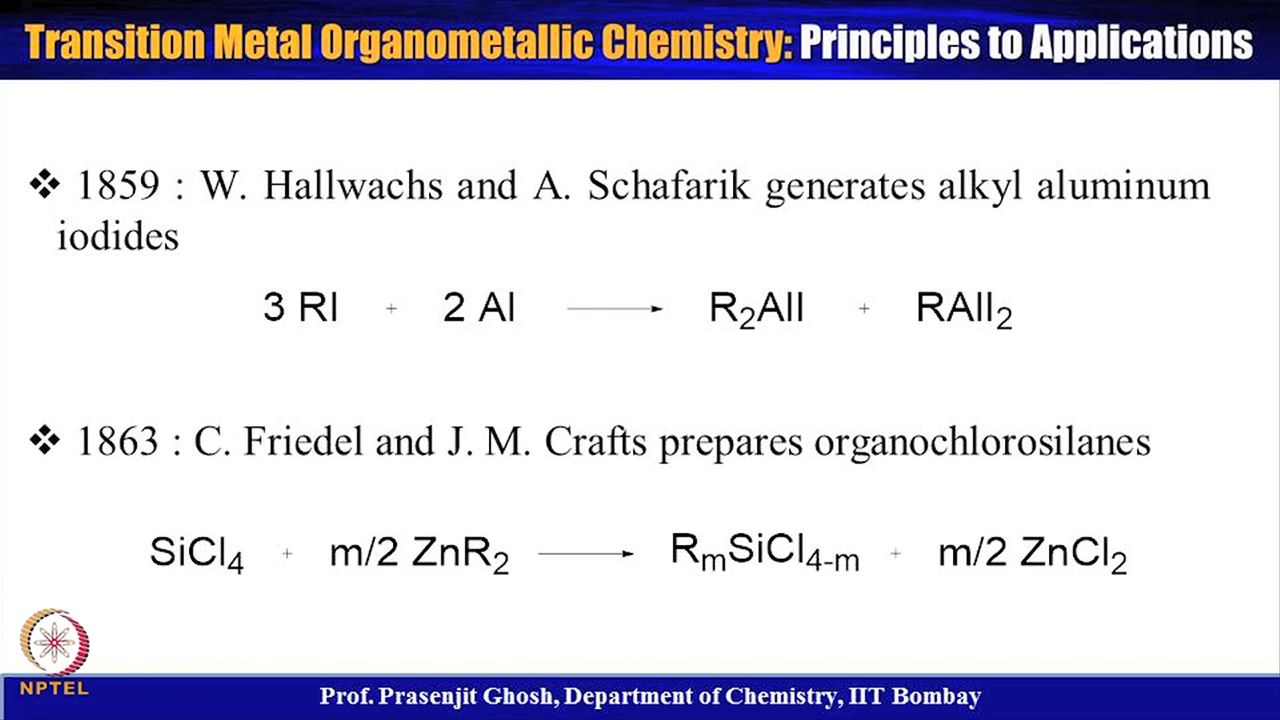 Transition Metal Organometallic Chemistry: Principles to Applications
❖ 1859 : W. Hallwachs and A. Schafarik generates alkyl aluminum
iodides
3 RI + 2 Al ⟶ R₂AlI + RAlI₂
❖ 1863 : C. Friedel and J. M. Crafts prepares organochlorosilanes
SiCl₄ + m/2 ZnR₂ ⟶ RₘSiCl₄₋ₘ + m/2 ZnCl₂
NPTEL
Prof. Prasenjit Ghosh, Department of Chemistry, IIT Bombay